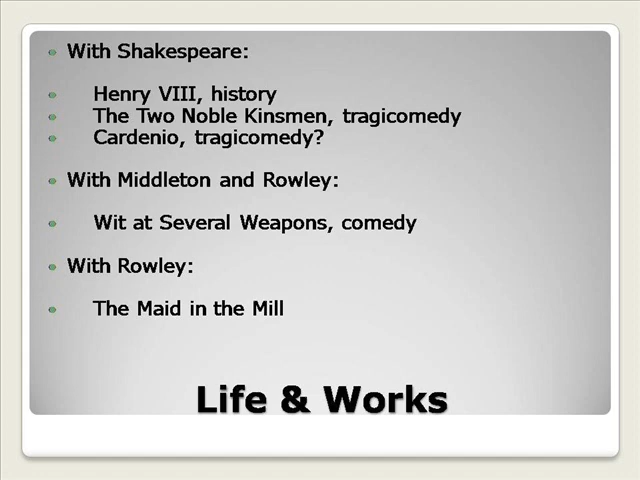 With Shakespeare:
Henry VIII, history
The Two Noble Kinsmen, tragicomedy
Cardenio, tragicomedy?
With Middleton and Rowley:
Wit at Several Weapons, comedy
With Rowley:
The Maid in the Mill
Life & Works